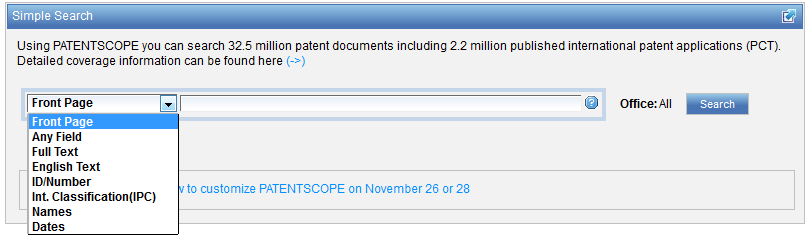 Simple Search
Using PATENTSCOPE you can search 32.5 million patent documents including 2.2 million published international patent applications (PCT).
Detailed coverage information can be found here (->)
Front Page
Office: All
Search
Front Page
Any Field
Full Text
English Text
ID/Number
Int. Classification(IPC)
Names
Dates
to customize PATENTSCOPE on November 26 or 28